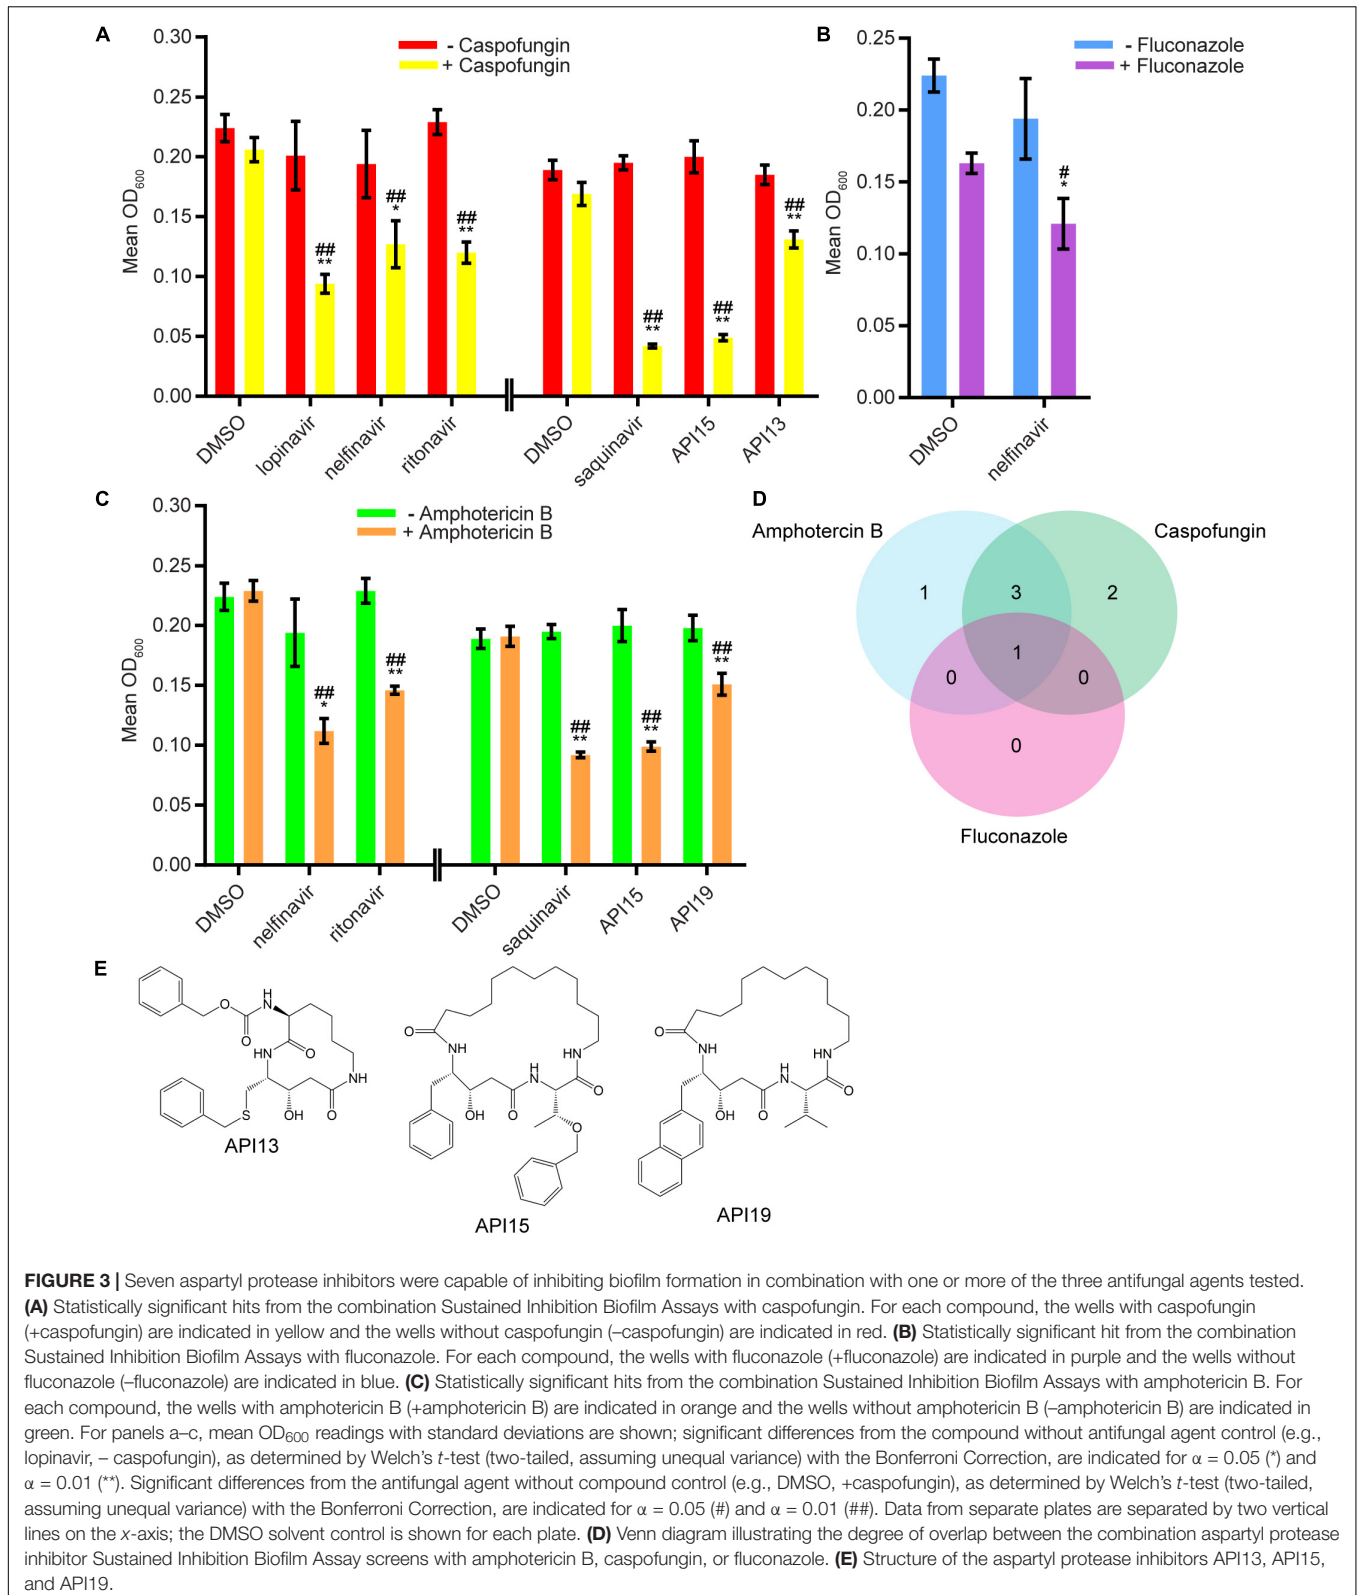 A
0.30
0.25
0.20
0.15
0.10
0.05
0.00
Mean OD600
- Caspofungin
+ Caspofungin
##
**
##
*
##
**
##
**
##
**
##
**
DMSO
lopinavir
nelfinavir
ritonavir
DMSO
saquinavir
API15
API13
B
0.25
0.20
0.15
0.10
0.05
0.00
Mean OD600
- Fluconazole
+ Fluconazole
#
*
DMSO
nelfinavir
C
0.30
0.25
0.20
0.15
0.10
0.05
0.00
Mean OD600
- Amphotericin B
+ Amphotericin B
##
*
##
**
##
**
##
**
##
**
DMSO
nelfinavir
ritonavir
DMSO
saquinavir
API15
API19
D
Amphotercin B
Caspofungin
1
3
2
1
0
0
0
Fluconazole
E
H
N
O
O
O
HN
NH
S
OH
O
API13
O
NH
HN
H
N
O
OH
O
O
API15
O
NH
HN
H
N
O
OH
O
API19
FIGURE 3 | Seven aspartyl protease inhibitors were capable of inhibiting biofilm formation in combination with one or more of the three antifungal agents tested.
(A) Statistically significant hits from the combination Sustained Inhibition Biofilm Assays with caspofungin. For each compound, the wells with caspofungin
(+caspofungin) are indicated in yellow and the wells without caspofungin (–caspofungin) are indicated in red. (B) Statistically significant hit from the combination
Sustained Inhibition Biofilm Assays with fluconazole. For each compound, the wells with fluconazole (+fluconazole) are indicated in purple and the wells without
fluconazole (–fluconazole) are indicated in blue. (C) Statistically significant hits from the combination Sustained Inhibition Biofilm Assays with amphotericin B. For
each compound, the wells with amphotericin B (+amphotericin B) are indicated in orange and the wells without amphotericin B (–amphotericin B) are indicated in
green. For panels a–c, mean OD600 readings with standard deviations are shown; significant differences from the compound without antifungal agent control (e.g.,
lopinavir, – caspofungin), as determined by Welch's t-test (two-tailed, assuming unequal variance) with the Bonferroni Correction, are indicated for α = 0.05 (*) and
α = 0.01 (**). Significant differences from the antifungal agent without compound control (e.g., DMSO, +caspofungin), as determined by Welch's t-test (two-tailed,
assuming unequal variance) with the Bonferroni Correction, are indicated for α = 0.05 (#) and α = 0.01 (##). Data from separate plates are separated by two vertical
lines on the x-axis; the DMSO solvent control is shown for each plate. (D) Venn diagram illustrating the degree of overlap between the combination aspartyl protease
inhibitor Sustained Inhibition Biofilm Assay screens with amphotericin B, caspofungin, or fluconazole. (E) Structure of the aspartyl protease inhibitors API13, API15,
and API19.